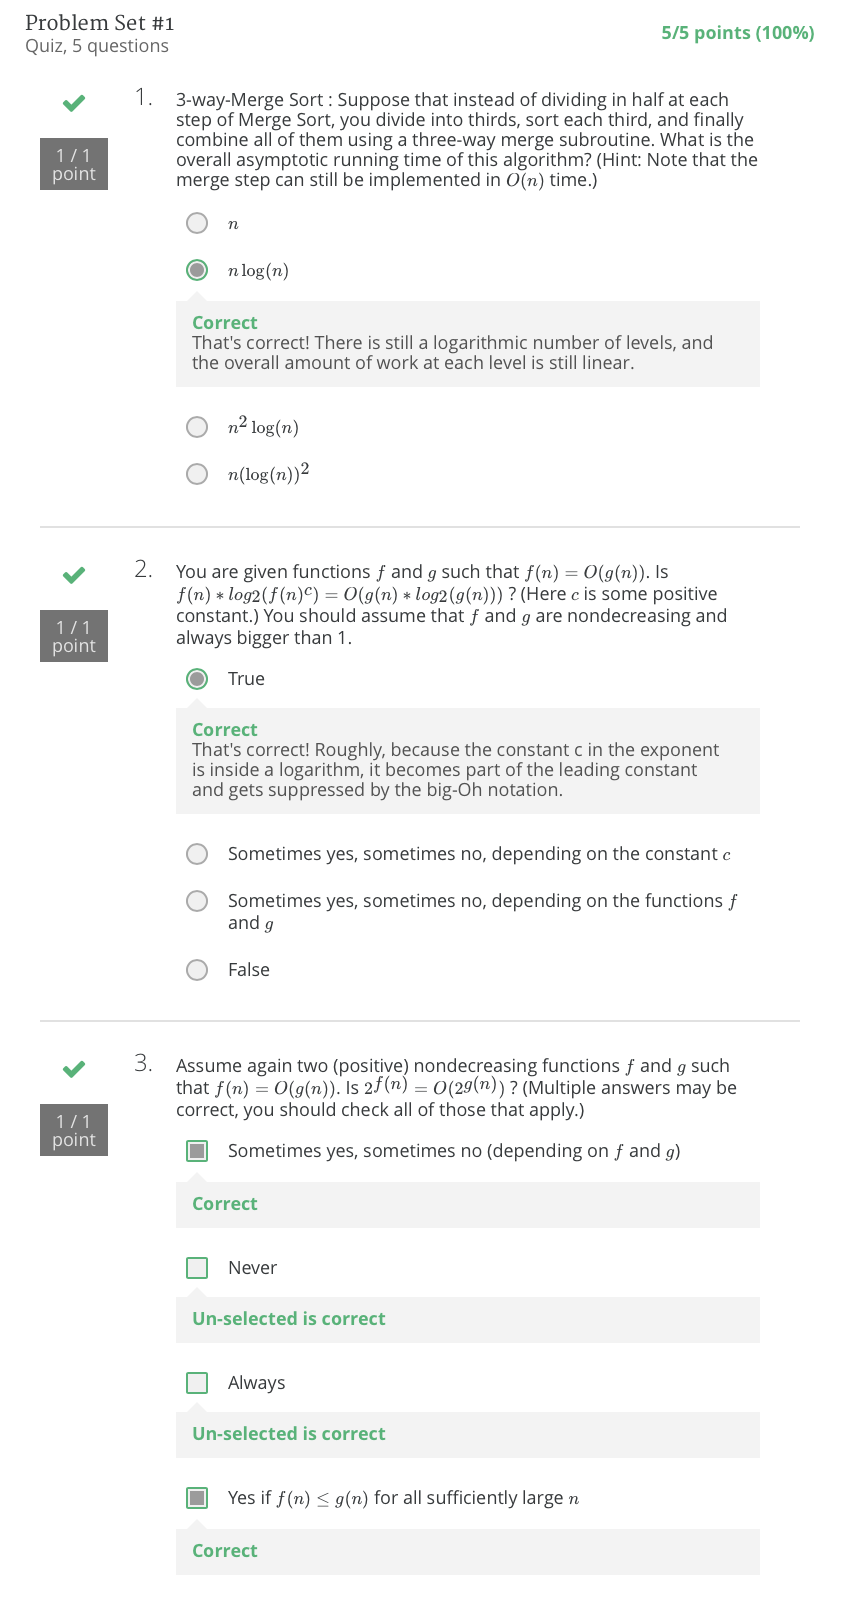 Problem Set #1
Quiz, 5 questions
5/5 points (100%)
1 / 1
point
1.
3-way-Merge Sort : Suppose that instead of dividing in half at each
step of Merge Sort, you divide into thirds, sort each third, and finally
combine all of them using a three-way merge subroutine. What is the
overall asymptotic running time of this algorithm? (Hint: Note that the
merge step can still be implemented in O(n) time.)
n
n log(n)
Correct
That's correct! There is still a logarithmic number of levels, and
the overall amount of work at each level is still linear.
n² log(n)
n(log(n))²
1 / 1
point
2.
You are given functions f and g such that f(n) = O(g(n)). Is
f(n) ∗ log2(f(n)ᶜ) = O(g(n) ∗ log2(g(n))) ? (Here c is some positive
constant.) You should assume that f and g are nondecreasing and
always bigger than 1.
True
Correct
That's correct! Roughly, because the constant c in the exponent
is inside a logarithm, it becomes part of the leading constant
and gets suppressed by the big-Oh notation.
Sometimes yes, sometimes no, depending on the constant c
Sometimes yes, sometimes no, depending on the functions f
and g
False
1 / 1
point
3.
Assume again two (positive) nondecreasing functions f and g such
that f(n) = O(g(n)). Is 2^f(n) = O(2^g(n)) ? (Multiple answers may be
correct, you should check all of those that apply.)
Sometimes yes, sometimes no (depending on f and g)
Correct
Never
Un-selected is correct
Always
Un-selected is correct
Yes if f(n) ≤ g(n) for all sufficiently large n
Correct